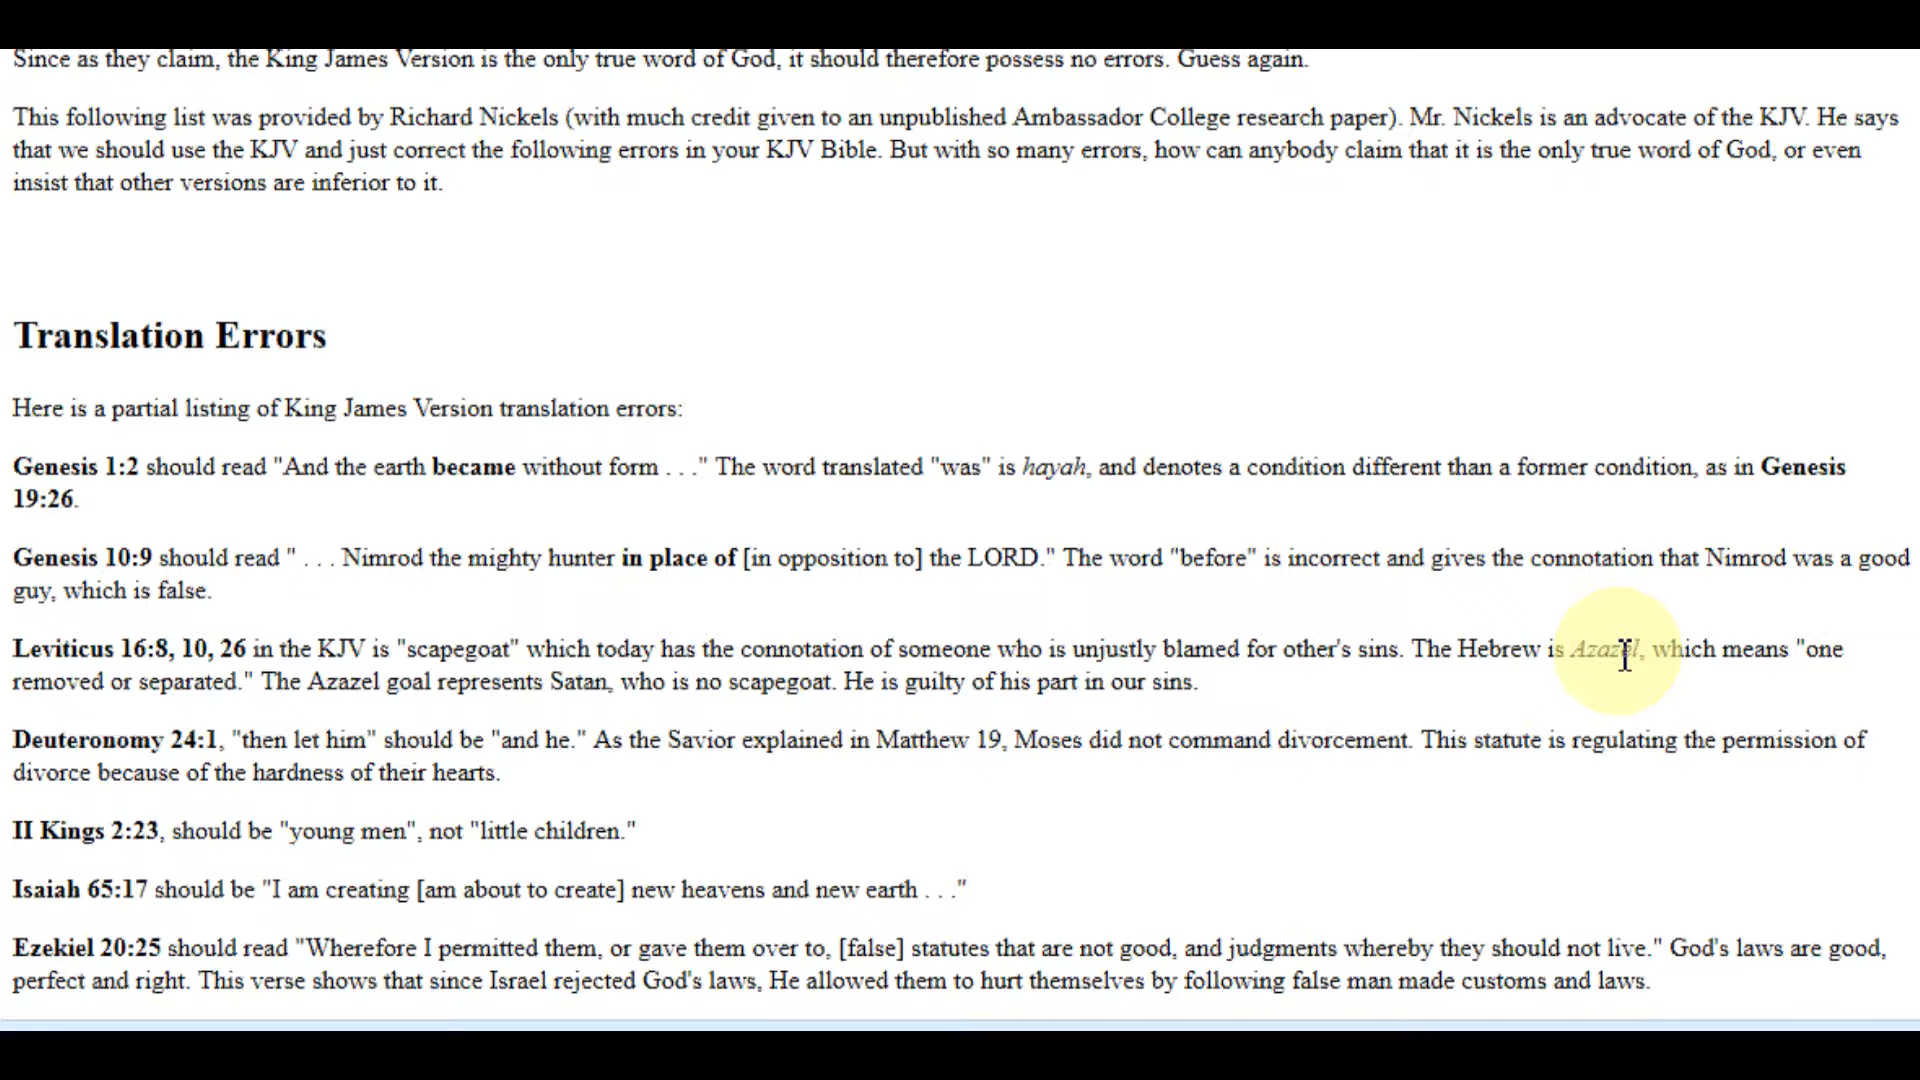 Since as they claim, the King James Version is the only true word of God, it should therefore possess no errors. Guess again.
This following list was provided by Richard Nickels (with much credit given to an unpublished Ambassador College research paper). Mr. Nickels is an advocate of the KJV. He says
that we should use the KJV and just correct the following errors in your KJV Bible. But with so many errors, how can anybody claim that it is the only true word of God, or even
insist that other versions are inferior to it.
Translation Errors
Here is a partial listing of King James Version translation errors:
Genesis 1:2 should read "And the earth became without form . . ." The word translated "was" is hayah, and denotes a condition different than a former condition, as in Genesis
19:26.
Genesis 10:9 should read " . . . Nimrod the mighty hunter in place of [in opposition to] the LORD." The word "before" is incorrect and gives the connotation that Nimrod was a good
guy, which is false.
Leviticus 16:8, 10, 26 in the KJV is "scapegoat" which today has the connotation of someone who is unjustly blamed for other's sins. The Hebrew is Azazel, which means "one
removed or separated." The Azazel goal represents Satan, who is no scapegoat. He is guilty of his part in our sins.
Deuteronomy 24:1, "then let him" should be "and he." As the Savior explained in Matthew 19, Moses did not command divorcement. This statute is regulating the permission of
divorce because of the hardness of their hearts.
II Kings 2:23, should be "young men", not "little children."
Isaiah 65:17 should be "I am creating [am about to create] new heavens and new earth . . ."
Ezekiel 20:25 should read "Wherefore I permitted them, or gave them over to, [false] statutes that are not good, and judgments whereby they should not live." God's laws are good,
perfect and right. This verse shows that since Israel rejected God's laws, He allowed them to hurt themselves by following false man made customs and laws.